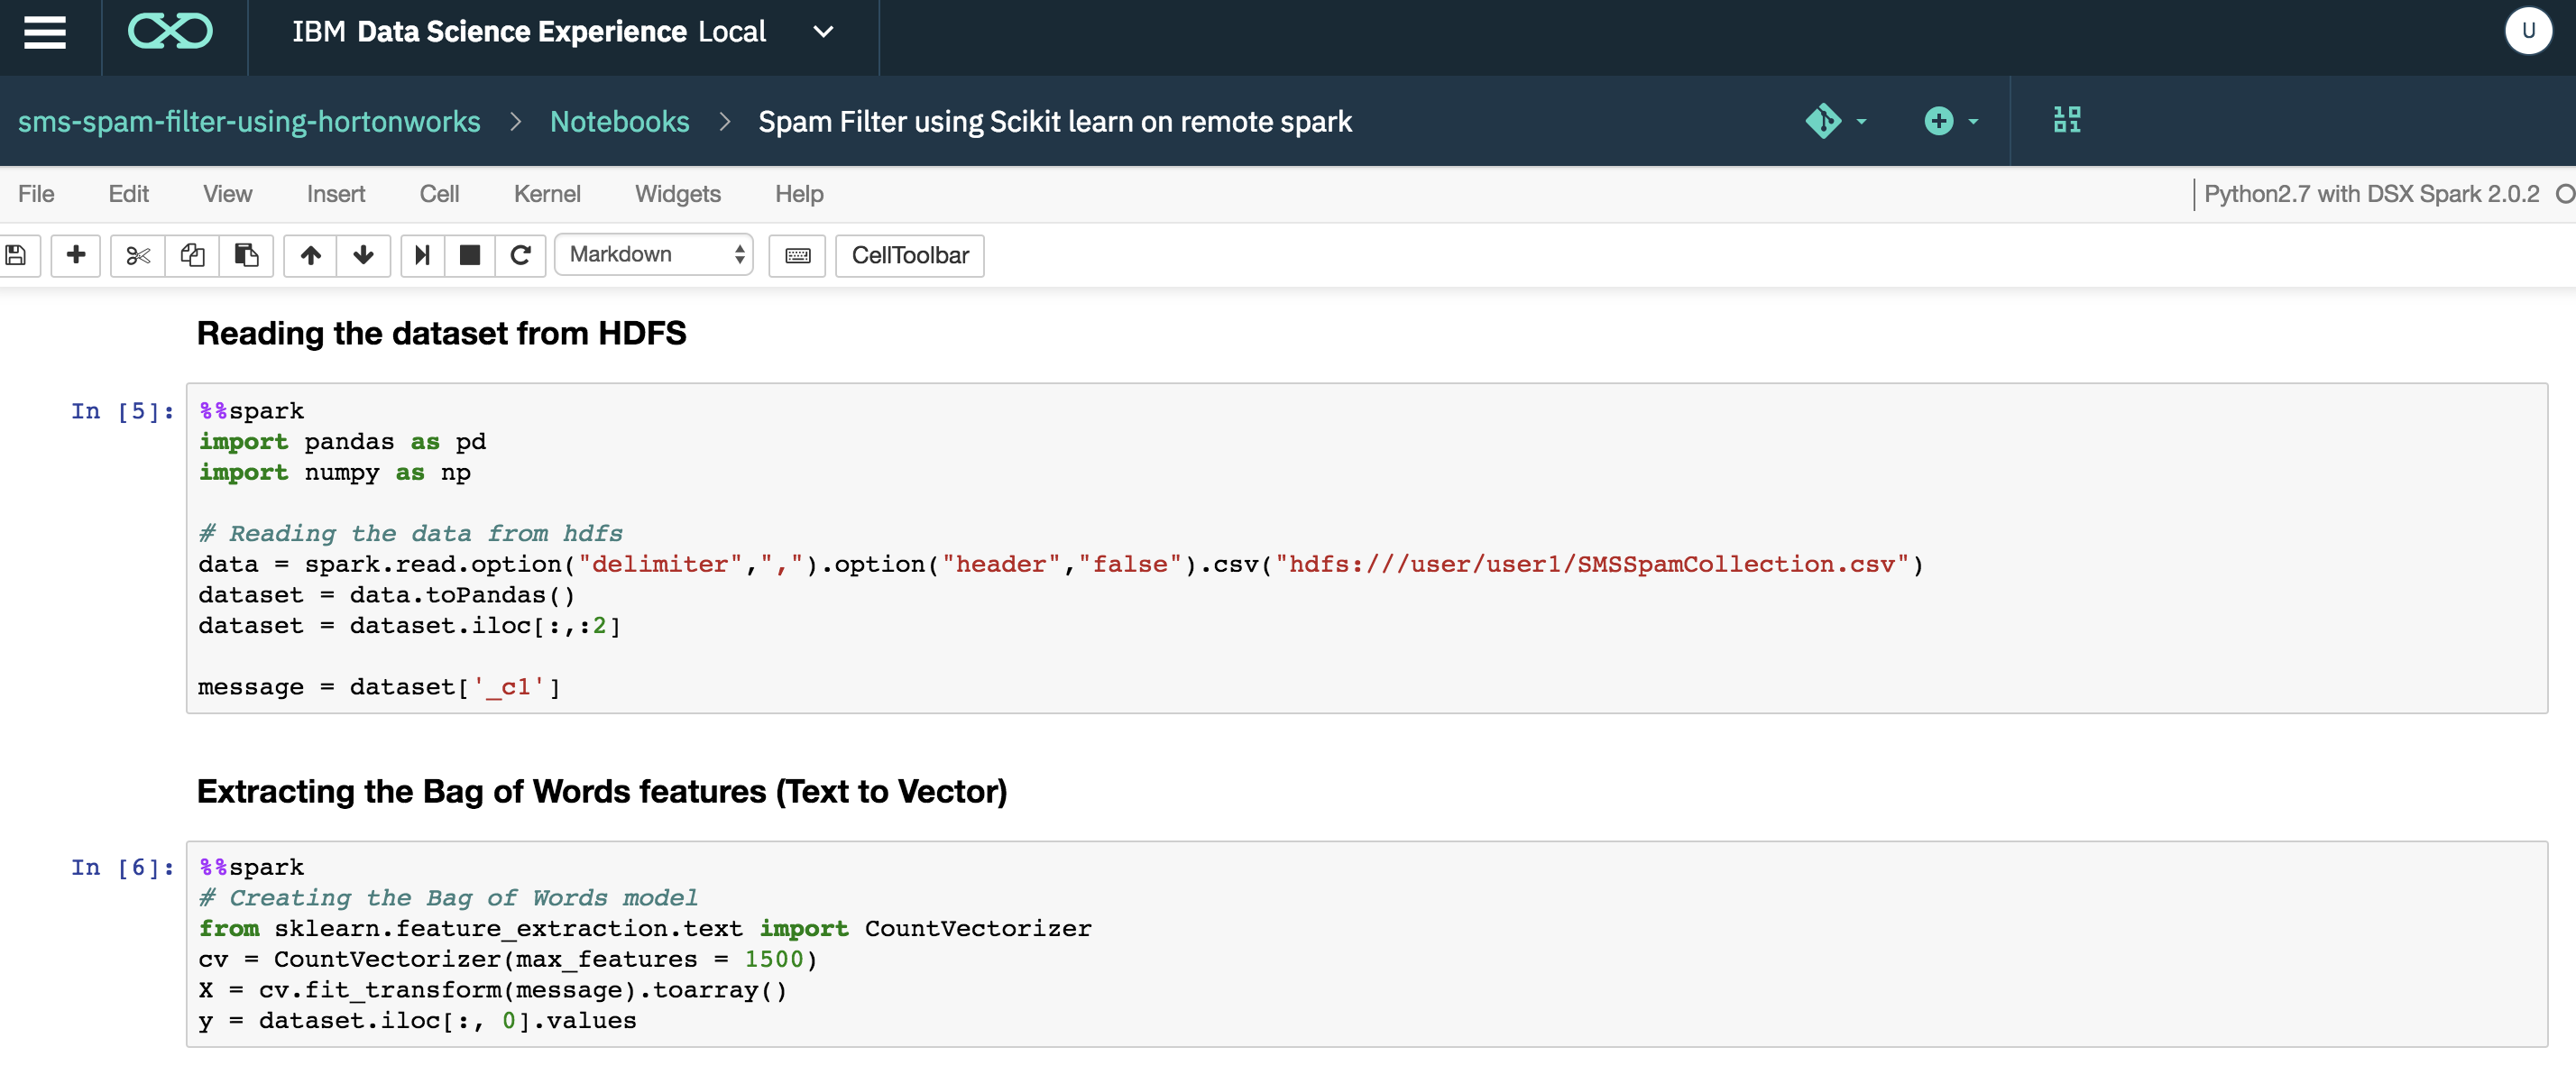 IBM Data Science Experience Local
U
sms-spam-filter-using-hortonworks > Notebooks > Spam Filter using Scikit learn on remote spark
File Edit View Insert Cell Kernel Widgets Help Python2.7 with DSX Spark 2.0.2
Markdown CellToolbar
Reading the dataset from HDFS
In [5]: %%spark
import pandas as pd
import numpy as np
# Reading the data from hdfs
data = spark.read.option("delimiter",",").option("header","false").csv("hdfs:///user/user1/SMSSpamCollection.csv")
dataset = data.toPandas()
dataset = dataset.iloc[:,:2]
message = dataset['_c1']
Extracting the Bag of Words features (Text to Vector)
In [6]: %%spark
# Creating the Bag of Words model
from sklearn.feature_extraction.text import CountVectorizer
cv = CountVectorizer(max_features = 1500)
X = cv.fit_transform(message).toarray()
y = dataset.iloc[:, 0].values